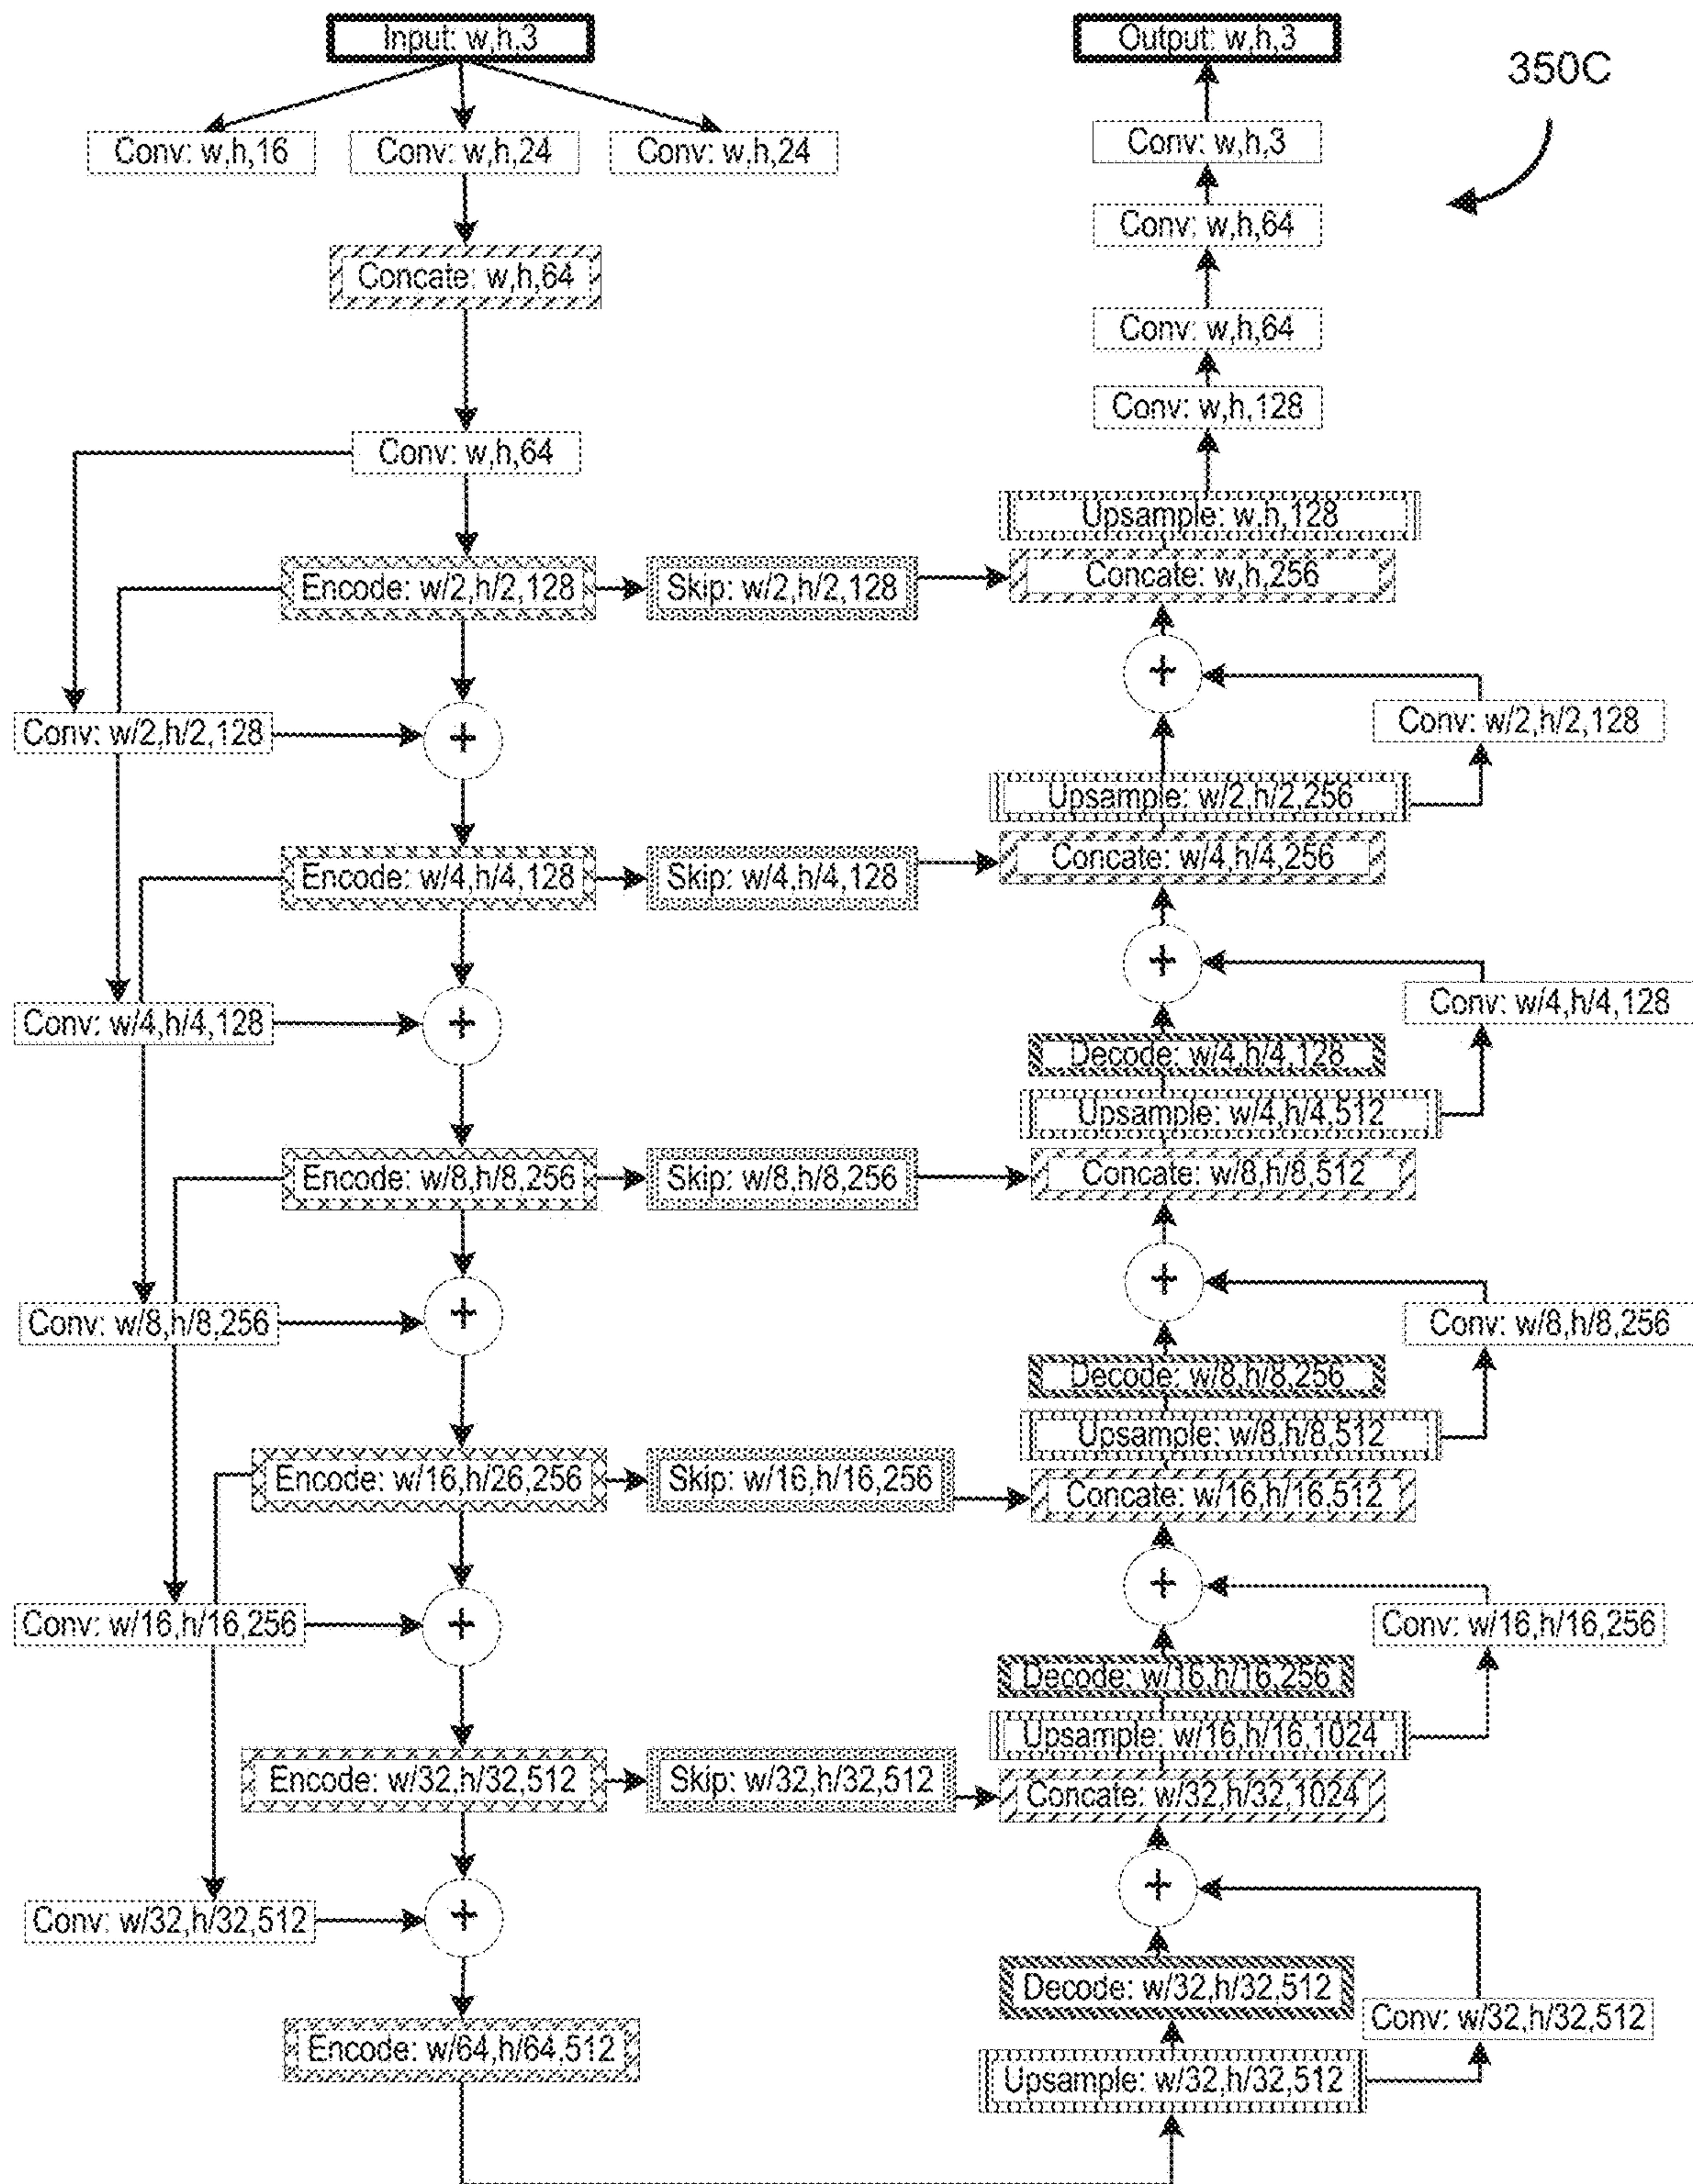 Input: w,h,3
Conv: w,h,16
Conv: w,h,24
Conv: w,h,24
Concate: w,h,64
Conv: w,h,64
Encode: w/2,h/2,128
Skip: w/2,h/2,128
Conv: w/2,h/2,128
+
Encode: w/4,h/4,128
Skip: w/4,h/4,128
Conv: w/4,h/4,128
+
Encode: w/8,h/8,256
Skip: w/8,h/8,256
Conv: w/8,h/8,256
+
Encode: w/16,h/26,256
Skip: w/16,h/16,256
Conv: w/16,h/16,256
+
Encode: w/32,h/32,512
Skip: w/32,h/32,512
Conv: w/32,h/32,512
+
Encode: w/64,h/64,512
Output: w,h,3
350C
Conv: w,h,3
Conv: w,h,64
Conv: w,h,64
Conv: w,h,128
Upsample: w.h,128
Concate: w,h,256
+
Conv: w/2,h/2,128
Upsample: w/2,h/2,256
Concate: w/4,h/4,256
+
Conv: w/4,h/4,128
Decode: w/4,h/4,128
Upsample: w/4,h/4,512
Concate: w/8,h/8,512
+
Conv: w/8,h/8,256
Decode: w/8,h/8,256
Upsample: w/8,h/8,512
Concate: w/16,h/16,512
+
Conv: w/16,h/16,256
Decode: w/16,h/16,256
Upsample: w/16,h/16,1024
Concate: w/32,h/32,1024
+
Decode: w/32,h/32,512
Conv: w/32,h/32,512
Upsample: w/32,h/32,512